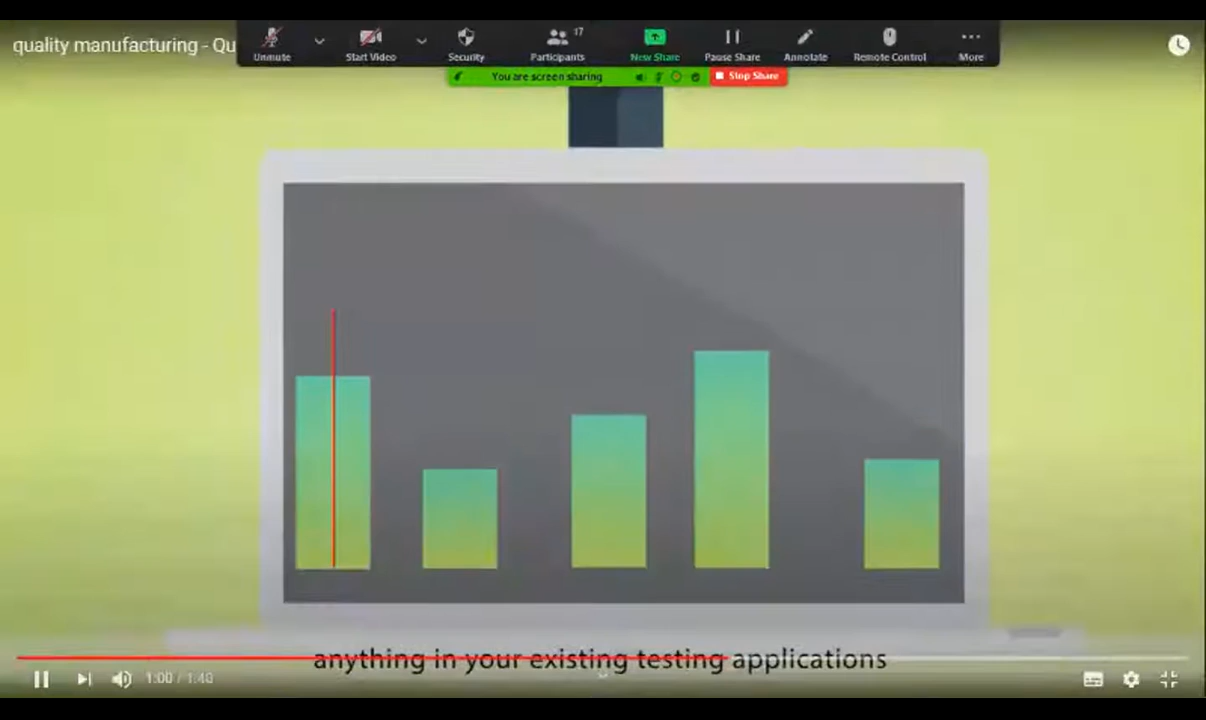 quality manufacturing - Qu
17
Unmute
Start Video
Security
Participants
New Share
Pause Share
Annotate
Remote Control
More
You are screen sharing
Stop Share
anything in your existing testing applications
1:00 / 1:40